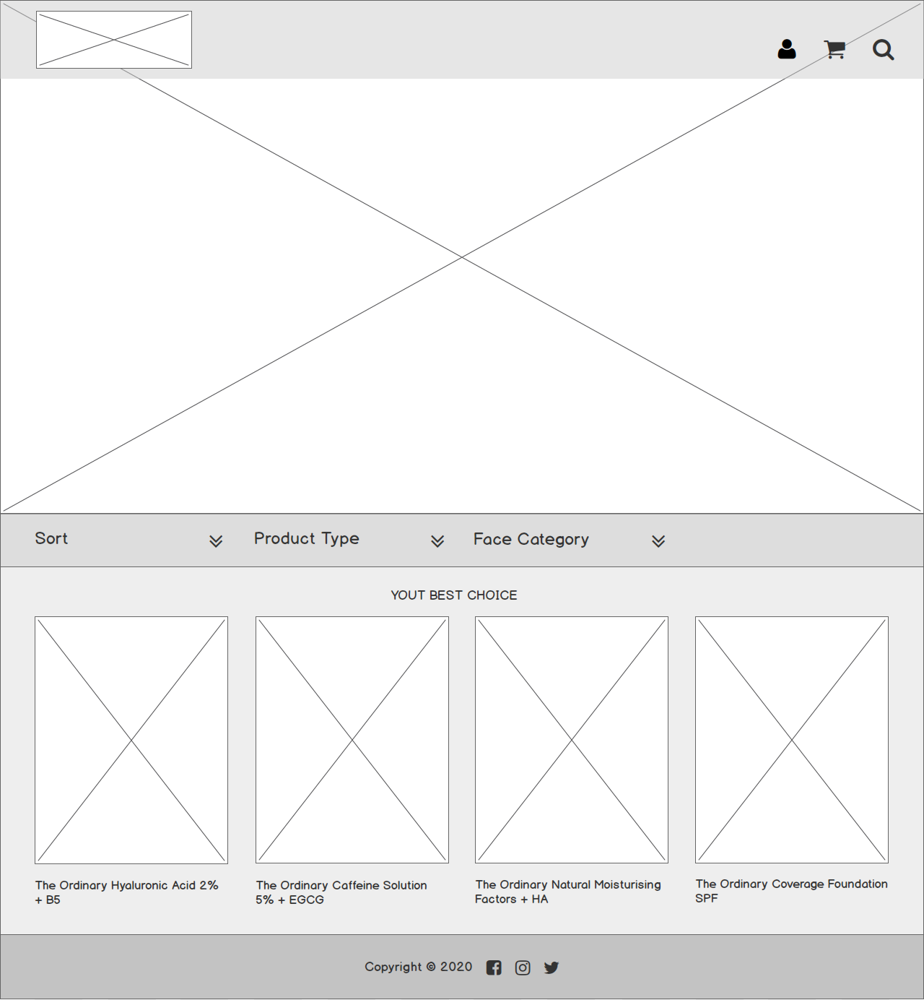 Sort
Product Type
Face Category
YOUT BEST CHOICE
The Ordinary Hyaluronic Acid 2%
+ B5
The Ordinary Caffeine Solution
5% + EGCG
The Ordinary Natural Moisturising
Factors + HA
The Ordinary Coverage Foundation
SPF
Copyright © 2020